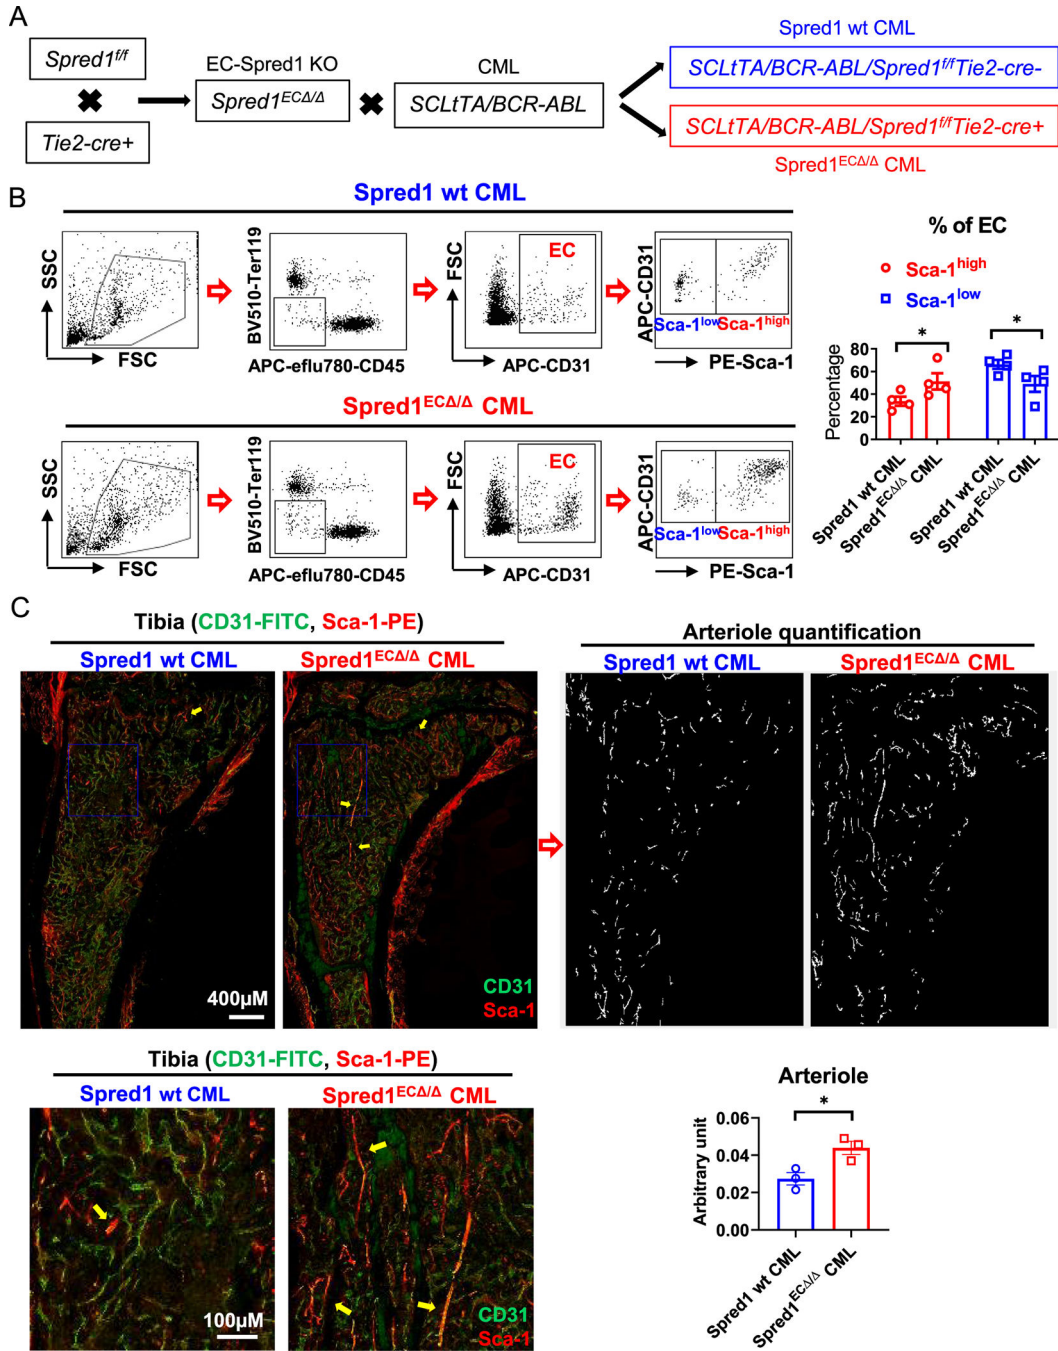 A
Spred1f/f
Tie2-cre+
EC-Spred1 KO
Spred1ECΔ/Δ
CML
SCLtTA/BCR-ABL
Spred1 wt CML
SCLtTA/BCR-ABL/Spred1f/fTie2-cre-
SCLtTA/BCR-ABL/Spred1f/fTie2-cre+
Spred1ECΔ/Δ CML
B
Spred1 wt CML
SSC
FSC
BV510-Ter119
APC-eflu780-CD45
FSC
EC
APC-CD31
APC-CD31
Sca-1low
Sca-1high
PE-Sca-1
Spred1ECΔ/Δ CML
SSC
FSC
BV510-Ter119
APC-eflu780-CD45
FSC
EC
APC-CD31
APC-CD31
Sca-1low
Sca-1high
PE-Sca-1
% of EC
Sca-1high
Sca-1low
*
*
Percentage
80
60
40
20
0
Spred1 wt CML
Spred1ECΔ/Δ CML
Spred1 wt CML
Spred1ECΔ/Δ CML
C
Tibia (CD31-FITC, Sca-1-PE)
Spred1 wt CML
Spred1ECΔ/Δ CML
400μM
CD31
Sca-1
Arteriole quantification
Spred1 wt CML
Spred1ECΔ/Δ CML
Tibia (CD31-FITC, Sca-1-PE)
Spred1 wt CML
Spred1ECΔ/Δ CML
100μM
CD31
Sca-1
Arteriole
*
Arbitrary unit
0.06
0.04
0.02
0.00
Spred1 wt CML
Spred1ECΔ/Δ CML